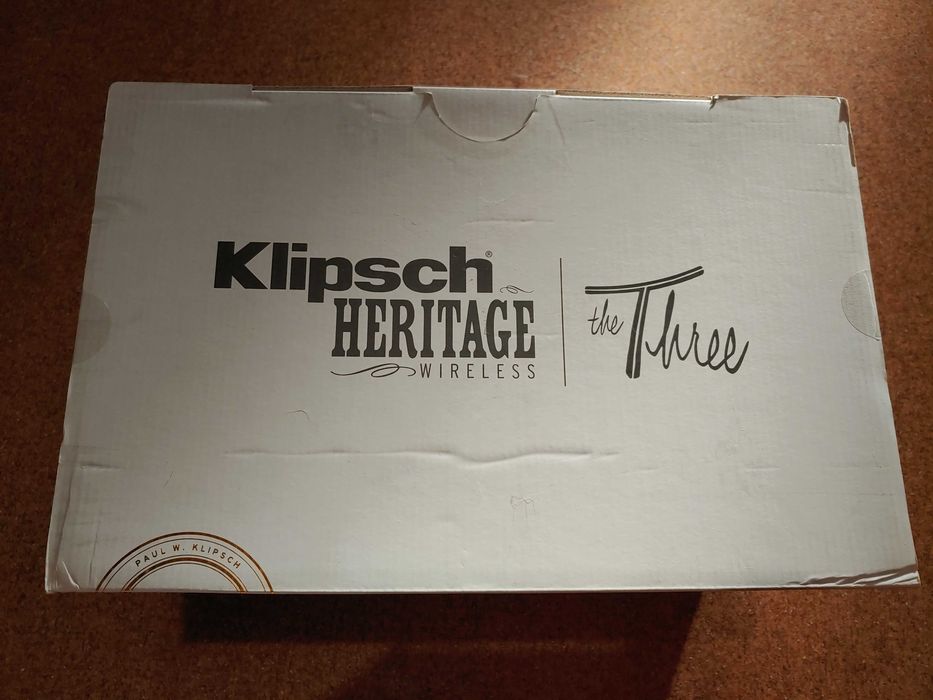 Klipsch®
HERITAGE
WIRELESS
the Three
PAUL W. KLIPSCH